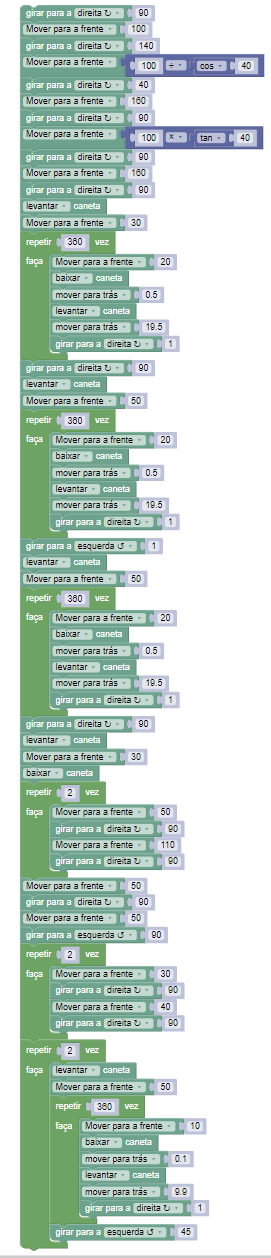 girar para a direita ↻ 90
Mover para a frente 100
girar para a direita ↻ 140
Mover para a frente 100 ÷ cos 40
girar para a direita ↻ 40
Mover para a frente 160
girar para a direita ↻ 90
Mover para a frente 100 × tan 40
girar para a direita ↻ 90
Mover para a frente 160
girar para a direita ↻ 90
levantar caneta
Mover para a frente 30
repetir 360 vez
faça Mover para a frente 20
baixar caneta
mover para trás 0.5
levantar caneta
mover para trás 19.5
girar para a direita ↻ 1
girar para a direita ↻ 90
levantar caneta
Mover para a frente 50
repetir 360 vez
faça Mover para a frente 20
baixar caneta
mover para trás 0.5
levantar caneta
mover para trás 19.5
girar para a direita ↻ 1
girar para a esquerda ↺ 1
levantar caneta
Mover para a frente 50
repetir 360 vez
faça Mover para a frente 20
baixar caneta
mover para trás 0.5
levantar caneta
mover para trás 19.5
girar para a direita ↻ 1
girar para a direita ↻ 90
levantar caneta
Mover para a frente 30
baixar caneta
repetir 2 vez
faça Mover para a frente 50
girar para a direita ↻ 90
Mover para a frente 110
girar para a direita ↻ 90
Mover para a frente 50
girar para a direita ↻ 90
Mover para a frente 50
girar para a esquerda ↺ 90
repetir 2 vez
faça Mover para a frente 30
girar para a direita ↻ 90
Mover para a frente 40
girar para a direita ↻ 90
repetir 2 vez
faça levantar caneta
Mover para a frente 50
repetir 360 vez
faça Mover para a frente 10
baixar caneta
mover para trás 0.1
levantar caneta
mover para trás 9.9
girar para a direita ↻ 1
girar para a esquerda ↺ 45